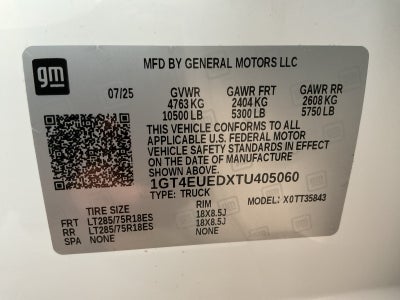 gm
MFD BY GENERAL MOTORS LLC
07/25 GVWR GAWR FRT GAWR RR
4763 KG 2404 KG 2608 KG
10500 LB 5300 LB 5750 LB
THIS VEHICLE CONFORMS TO ALL APPLICABLE
U.S. FEDERAL MOTOR VEHICLE SAFETY STANDARDS
IN EFFECT ON THE DATE OF MANUFACTURE SHOWN ABOVE.
1GT4EUEDXTU405060
TYPE: TRUCK MODEL: X0TT35843
TIRE SIZE RIM
FRT LT285/75R18ES 18X8.5J
RR LT285/75R18ES 18X8.5J
SPA NONE NONE